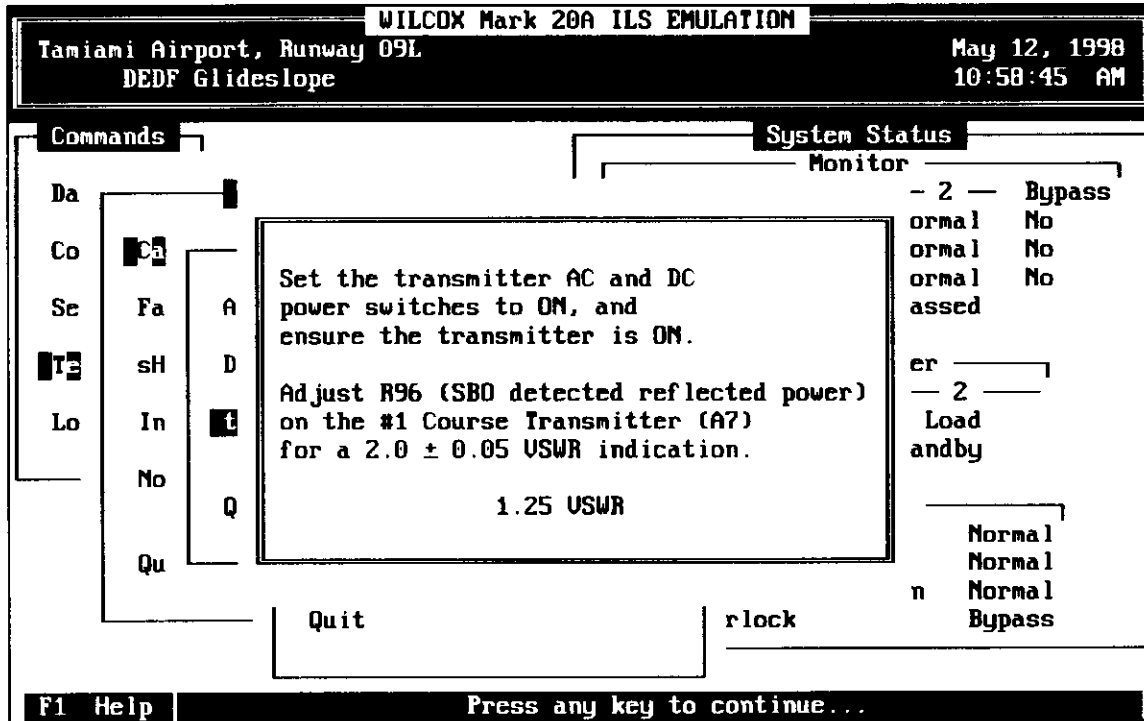 WILCOX Mark 20A ILS EMULATION
Tamiami Airport, Runway 09L
May 12, 1998
DEDF Glideslope
10:58:45 AM
Commands
System Status
Monitor
Da
- 2 - Bypass
ormal No
Co
Ca
ormal No
ormal No
Se
Fa
A
assed
Te
sH
D
er
- 2 -
Lo
In
t
Load
andby
No
Q
Normal
Qu
Normal
n Normal
Quit
rlock Bypass
Set the transmitter AC and DC
power switches to ON, and
ensure the transmitter is ON.
Adjust R96 (SBO detected reflected power)
on the #1 Course Transmitter (A7)
for a 2.0 ± 0.05 VSWR indication.
1.25 VSWR
F1 Help
Press any key to continue...